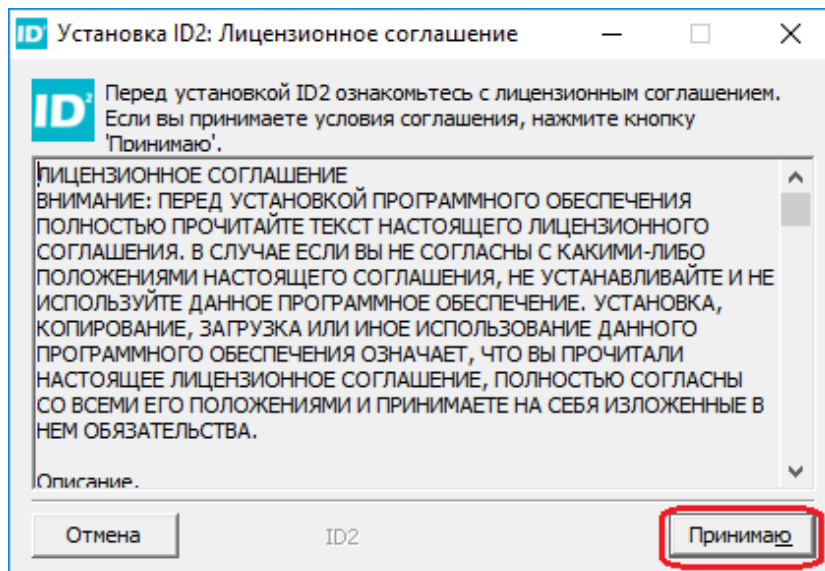 ID²
Установка ID2: Лицензионное соглашение
ID²
Перед установкой ID2 ознакомьтесь с лицензионным соглашением.
Если вы принимаете условия соглашения, нажмите кнопку
'Принимаю'.
ЛИЦЕНЗИОННОЕ СОГЛАШЕНИЕ
ВНИМАНИЕ: ПЕРЕД УСТАНОВКОЙ ПРОГРАММНОГО ОБЕСПЕЧЕНИЯ
ПОЛНОСТЬЮ ПРОЧИТАЙТЕ ТЕКСТ НАСТОЯЩЕГО ЛИЦЕНЗИОННОГО
СОГЛАШЕНИЯ. В СЛУЧАЕ ЕСЛИ ВЫ НЕ СОГЛАСНЫ С КАКИМИ-ЛИБО
ПОЛОЖЕНИЯМИ НАСТОЯЩЕГО СОГЛАШЕНИЯ, НЕ УСТАНАВЛИВАЙТЕ И НЕ
ИСПОЛЬЗУЙТЕ ДАННОЕ ПРОГРАММНОЕ ОБЕСПЕЧЕНИЕ. УСТАНОВКА,
КОПИРОВАНИЕ, ЗАГРУЗКА ИЛИ ИНОЕ ИСПОЛЬЗОВАНИЕ ДАННОГО
ПРОГРАММНОГО ОБЕСПЕЧЕНИЯ ОЗНАЧАЕТ, ЧТО ВЫ ПРОЧИТАЛИ
НАСТОЯЩЕЕ ЛИЦЕНЗИОННОЕ СОГЛАШЕНИЕ, ПОЛНОСТЬЮ СОГЛАСНЫ
СО ВСЕМИ ЕГО ПОЛОЖЕНИЯМИ И ПРИНИМАЕТЕ НА СЕБЯ ИЗЛОЖЕННЫЕ В
НЕМ ОБЯЗАТЕЛЬСТВА.
Описание.
Отмена
ID2
Принимаю